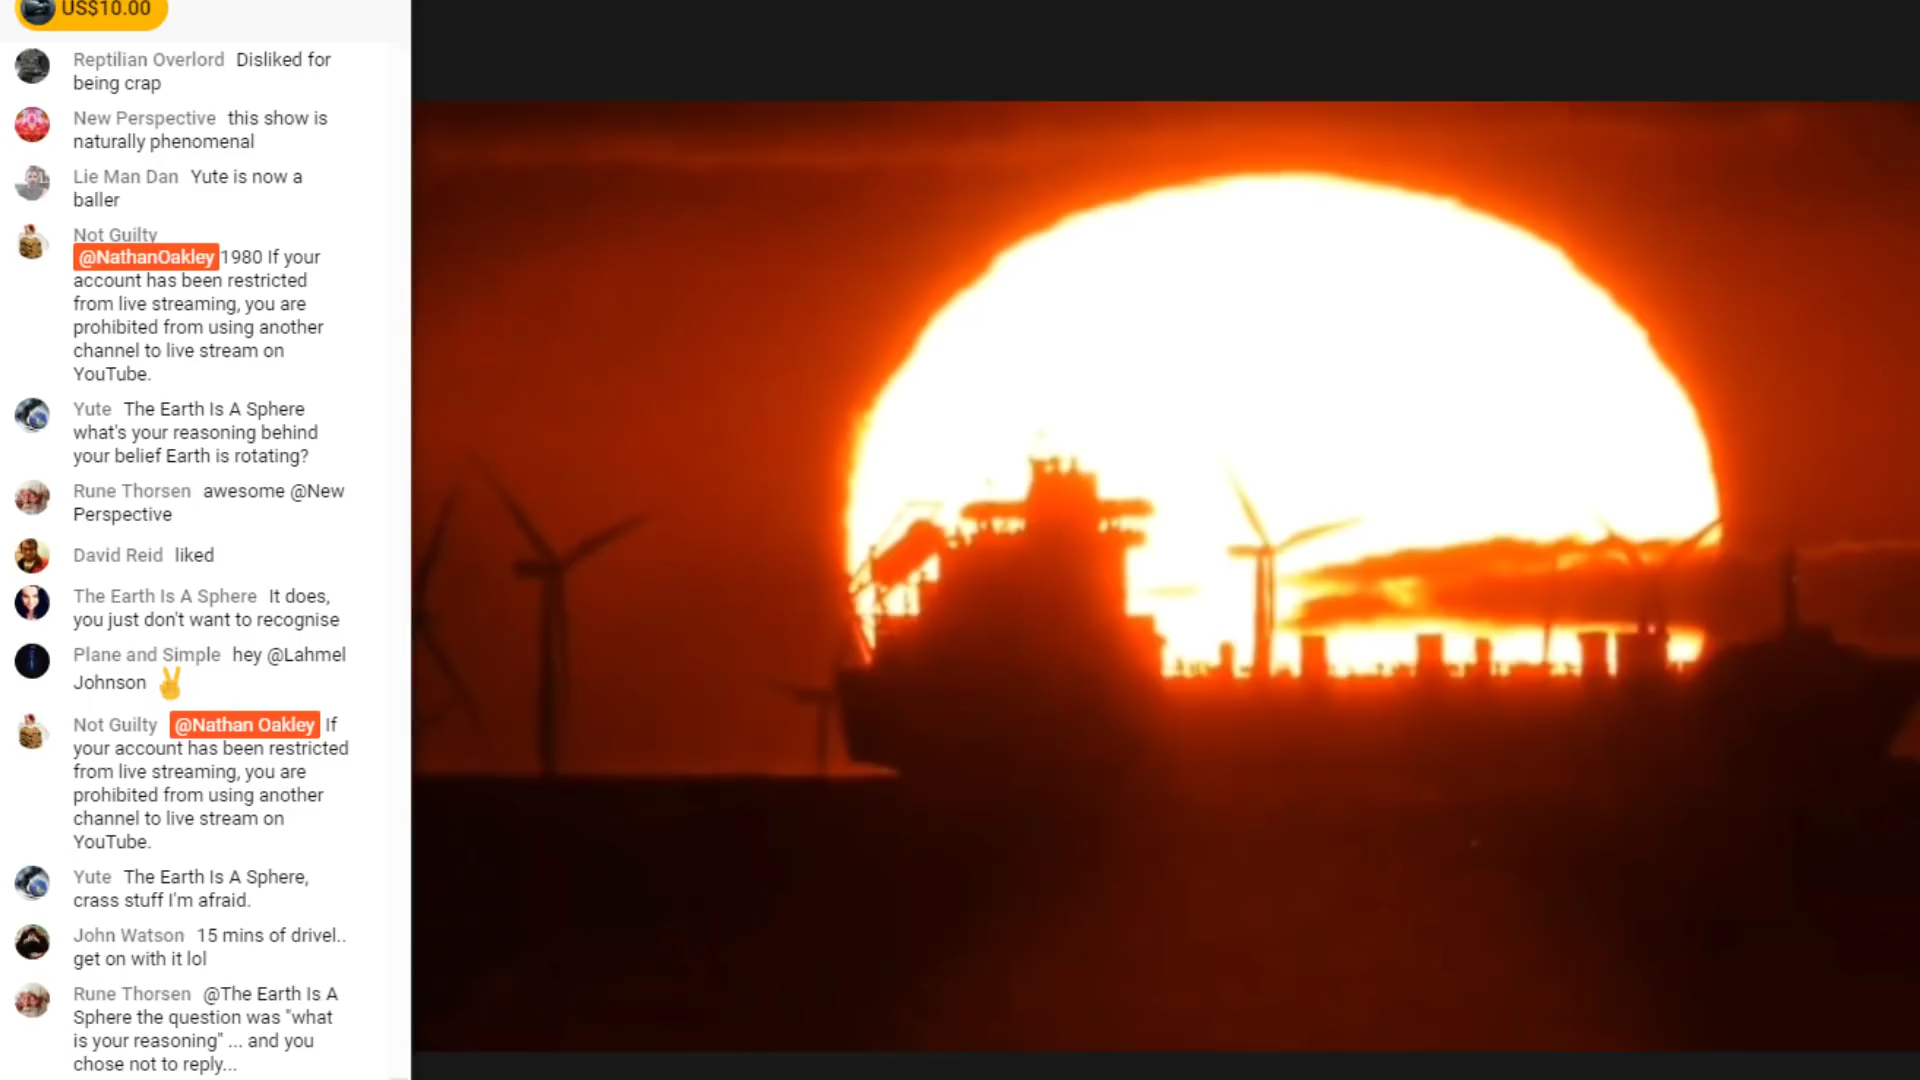 US$10.00
Reptilian Overlord Disliked for
being crap
New Perspective this show is
naturally phenomenal
Lie Man Dan Yute is now a
baller
Not Guilty
@NathanOakley 1980 If your
account has been restricted
from live streaming, you are
prohibited from using another
channel to live stream on
YouTube.
Yute The Earth Is A Sphere
what's your reasoning behind
your belief Earth is rotating?
Rune Thorsen awesome @New
Perspective
David Reid liked
The Earth Is A Sphere It does,
you just don't want to recognise
Plane and Simple hey @Lahmel
Johnson ✌
Not Guilty @Nathan Oakley If
your account has been restricted
from live streaming, you are
prohibited from using another
channel to live stream on
YouTube.
Yute The Earth Is A Sphere,
crass stuff I'm afraid.
John Watson 15 mins of drivel..
get on with it lol
Rune Thorsen @The Earth Is A
Sphere the question was "what
is your reasoning" ... and you
chose not to reply...